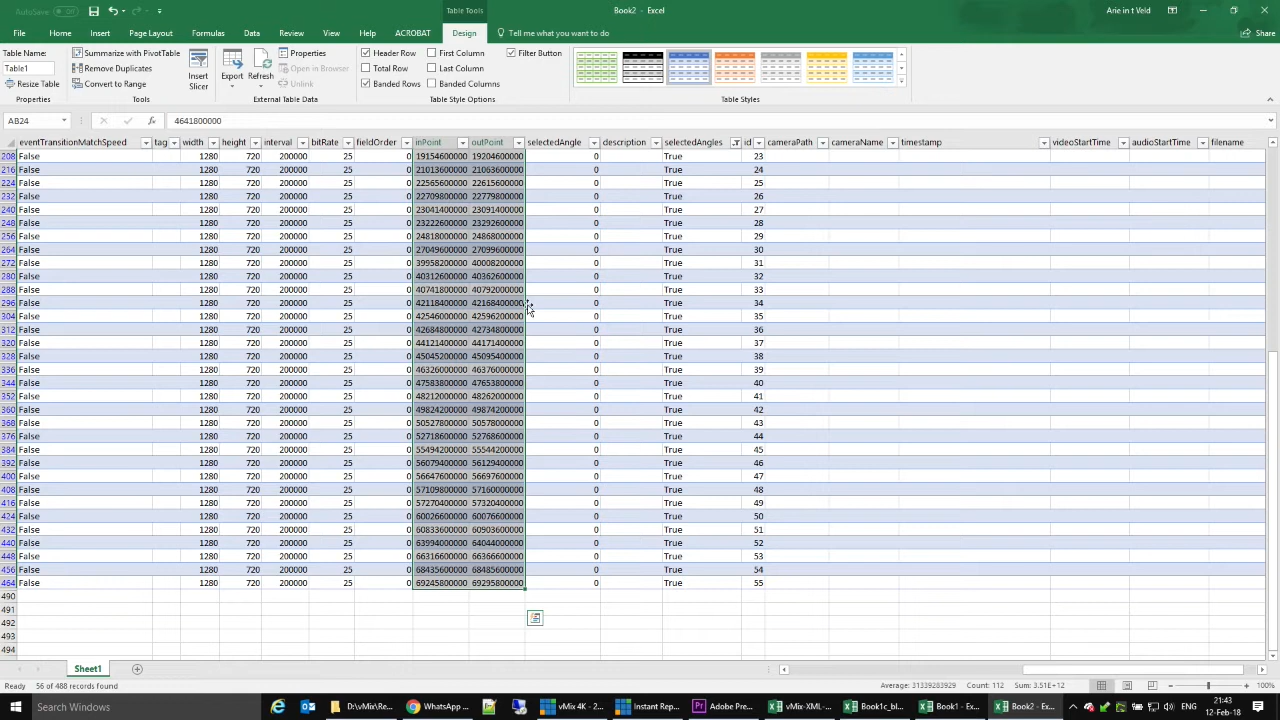 AutoSave Off Table Tools Book2 - Excel Arie in t Veld
File Home Insert Page Layout Formulas Data Review View Help ACROBAT Design Tell me what you want to do Share
Table Name: Summarize with PivotTable Properties Header Row First Column Filter Button
Remove Duplicates Insert Slicer Export Refresh Open in Browser Total Row Last Column
Unlink Banded Rows Banded Columns
Properties Tools External Table Data Table Style Options Table Styles
AB24 fx 4641800000
eventTransitionMatchSpeed tag width height interval bitRate fieldOrder inPoint outPoint selectedAngle description selectedAngles id cameraPath cameraName timestamp videoStartTime audioStartTime filename
208 False 1280 720 200000 25 0 19154600000 19204600000 0 True 23
216 False 1280 720 200000 25 0 21013600000 21063600000 0 True 24
224 False 1280 720 200000 25 0 22565600000 22615600000 0 True 25
232 False 1280 720 200000 25 0 22709800000 22779800000 0 True 26
240 False 1280 720 200000 25 0 23041400000 23091400000 0 True 27
248 False 1280 720 200000 25 0 23222600000 23292600000 0 True 28
256 False 1280 720 200000 25 0 24818000000 24868000000 0 True 29
264 False 1280 720 200000 25 0 27049600000 27099600000 0 True 30
272 False 1280 720 200000 25 0 39958200000 40008200000 0 True 31
280 False 1280 720 200000 25 0 40312600000 40362600000 0 True 32
288 False 1280 720 200000 25 0 40741800000 40792000000 0 True 33
296 False 1280 720 200000 25 0 42118400000 42168400000 0 True 34
304 False 1280 720 200000 25 0 42546000000 42596200000 0 True 35
312 False 1280 720 200000 25 0 42684800000 42734800000 0 True 36
320 False 1280 720 200000 25 0 44121400000 44171400000 0 True 37
328 False 1280 720 200000 25 0 45045200000 45095400000 0 True 38
336 False 1280 720 200000 25 0 46326000000 46376000000 0 True 39
344 False 1280 720 200000 25 0 47583800000 47653800000 0 True 40
352 False 1280 720 200000 25 0 48212000000 48262000000 0 True 41
360 False 1280 720 200000 25 0 49824200000 49874200000 0 True 42
368 False 1280 720 200000 25 0 50527800000 50578000000 0 True 43
376 False 1280 720 200000 25 0 52718600000 52768600000 0 True 44
384 False 1280 720 200000 25 0 55494200000 55544200000 0 True 45
392 False 1280 720 200000 25 0 56079400000 56129400000 0 True 46
400 False 1280 720 200000 25 0 56647600000 56697600000 0 True 47
408 False 1280 720 200000 25 0 57109800000 57160000000 0 True 48
416 False 1280 720 200000 25 0 57270400000 57320400000 0 True 49
424 False 1280 720 200000 25 0 60026600000 60076600000 0 True 50
432 False 1280 720 200000 25 0 60833600000 60903600000 0 True 51
440 False 1280 720 200000 25 0 63994000000 64044000000 0 True 52
448 False 1280 720 200000 25 0 66316600000 66366600000 0 True 53
456 False 1280 720 200000 25 0 68435600000 68485600000 0 True 54
464 False 1280 720 200000 25 0 69245800000 69295800000 0 True 55
490
491
492
493
494
Sheet1
Ready 56 of 488 records found Average: 31339283929 Count: 112 Sum: 3.51E+12 100%
Search Windows D:\vMix\Re... WhatsApp ... vMix 4K - 2... Instant Rep... Adobe Pre... vMix-XML-... Book1c_bl... Book1 - Ex... Book2 - Ex... ENG 21:43
12-Feb-18